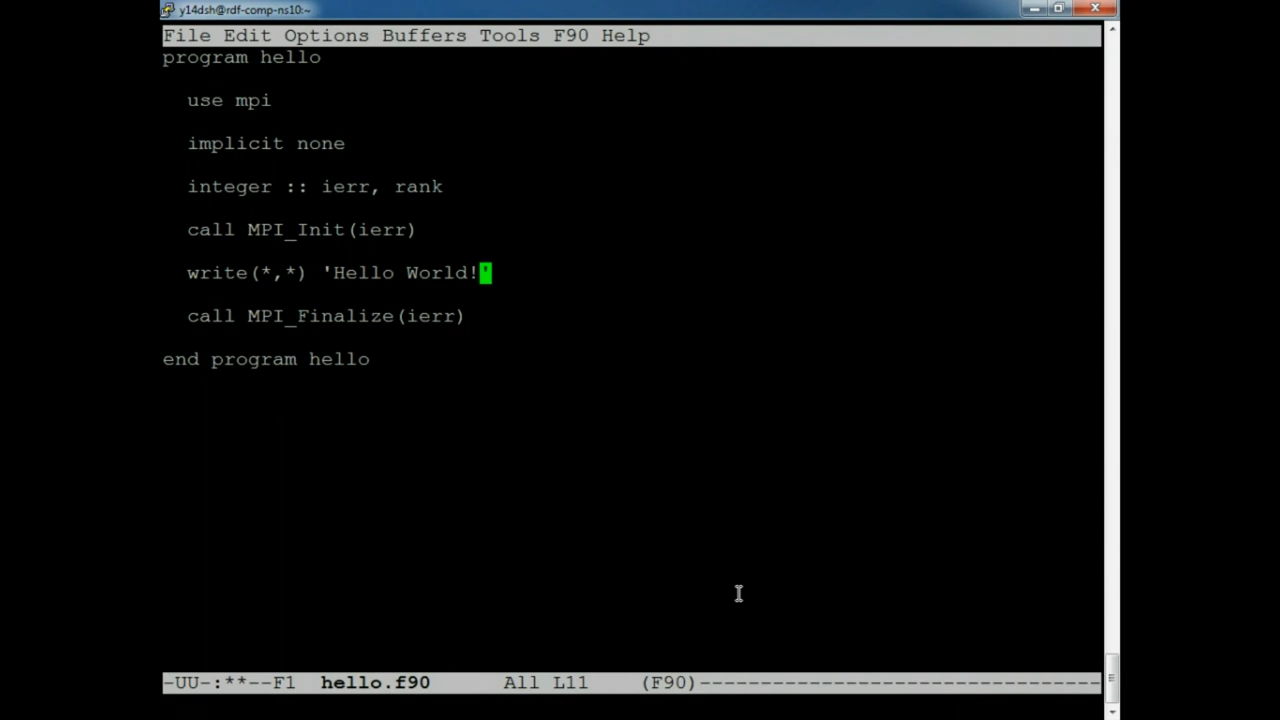 y14dsh@rdf-comp-ns10:~
File Edit Options Buffers Tools F90 Help
program hello
use mpi
implicit none
integer :: ierr, rank
call MPI_Init(ierr)
write(*,*) 'Hello World!'
call MPI_Finalize(ierr)
end program hello
-UU-:**--F1  hello.f90      All L11    (F90)---------------------------------